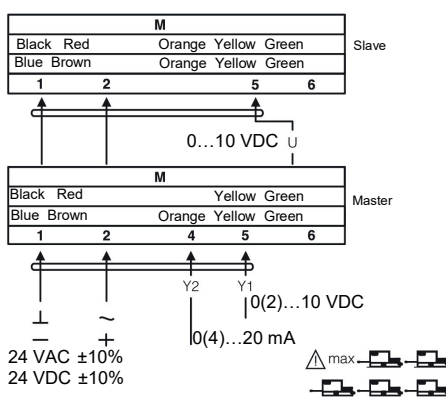 M
Black Red Orange Yellow Green
Slave
Blue Brown Orange Yellow Green
1 2 5 6
0...10 VDC U
M
Black Red Yellow Green
Master
Blue Brown Orange Yellow Green
1 2 4 5 6
Y2 Y1
0(2)...10 VDC
⊥ ~
0(4)...20 mA
– +
24 VAC ±10%
24 VDC ±10%
max